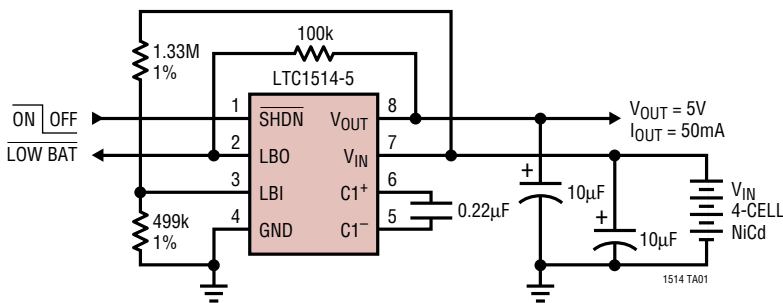 100k
1.33M
1%
LTC1514-5
ON OFF
LOW BAT
1
SHDN
VOUT
8
2
LBO
VIN
7
3
LBI
C1+
6
4
GND
C1–
5
499k
1%
0.22µF
+
10µF
+
10µF
VOUT = 5V
IOUT = 50mA
VIN
4-CELL
NiCd
1514 TA01